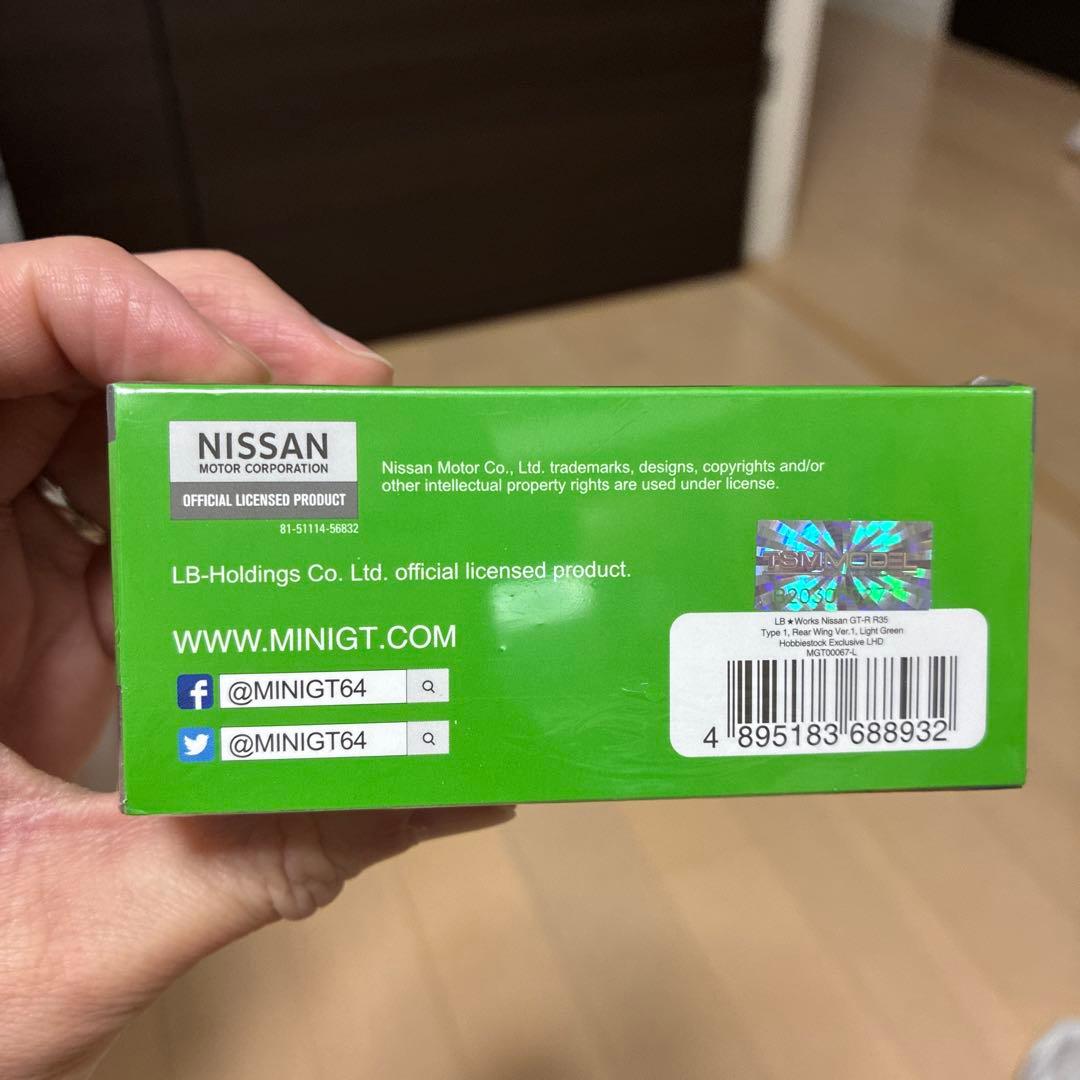 NISSAN
MOTOR CORPORATION
OFFICIAL LICENSED PRODUCT
81-51114-56832
Nissan Motor Co., Ltd. trademarks, designs, copyrights and/or
other intellectual property rights are used under license.
LB-Holdings Co. Ltd. official licensed product.
WWW.MINIGT.COM
@MINIGT64
@MINIGT64
TSMMODEL
LB★Works Nissan GT-R R35
Type 1, Rear Wing Ver.1, Light Green
Hobbiestock Exclusive LHD
MGT00067-L
4 895183 688932